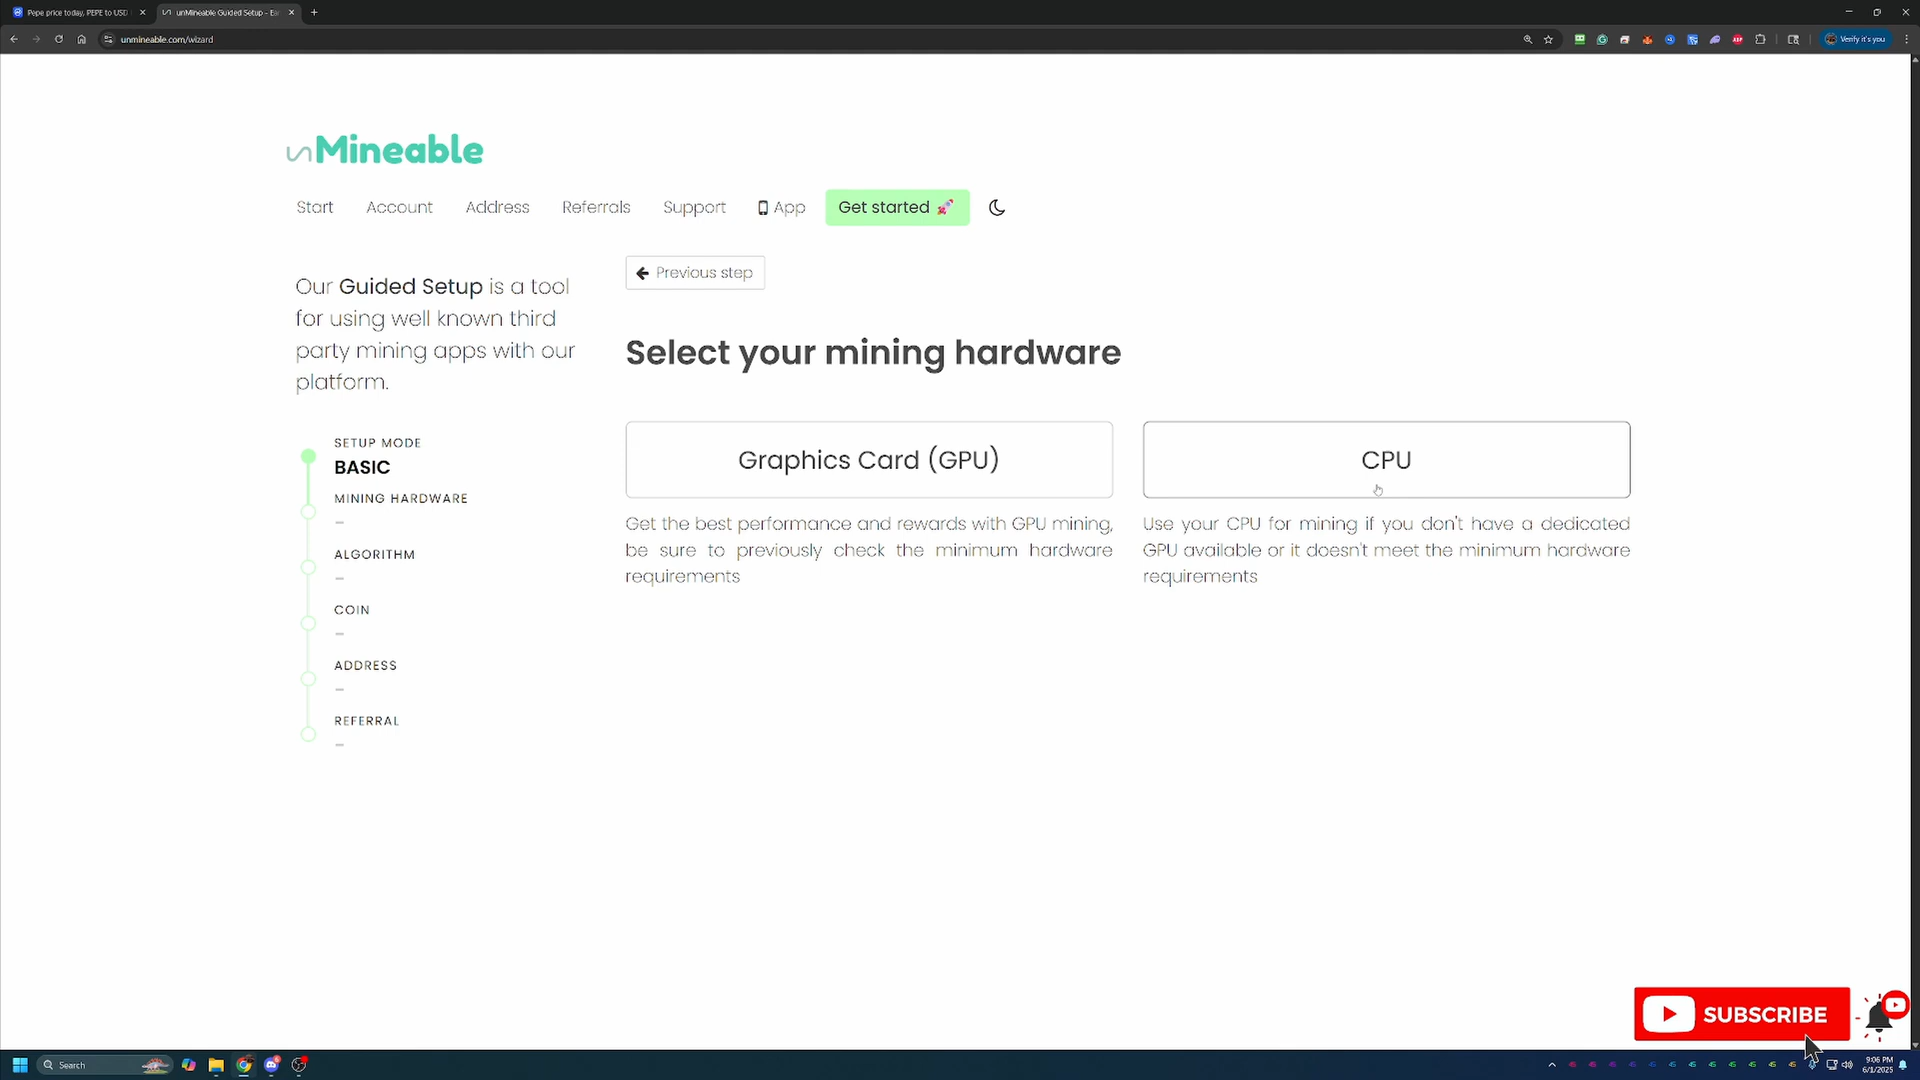 Pepe price today, PEPE to USD
unMineable Guided Setup - Ea
unmineable.com/wizard
Verify it's you
unMineable
Start
Account
Address
Referrals
Support
App
Get started 🚀
Previous step
Our Guided Setup is a tool
for using well known third
party mining apps with our
platform.
Select your mining hardware
Graphics Card (GPU)
Get the best performance and rewards with GPU mining,
be sure to previously check the minimum hardware
requirements
CPU
Use your CPU for mining if you don't have a dedicated
GPU available or it doesn't meet the minimum hardware
requirements
SETUP MODE
BASIC
MINING HARDWARE
–
ALGORITHM
–
COIN
–
ADDRESS
–
REFERRAL
–
SUBSCRIBE
Search
9:06 PM
6/1/2025